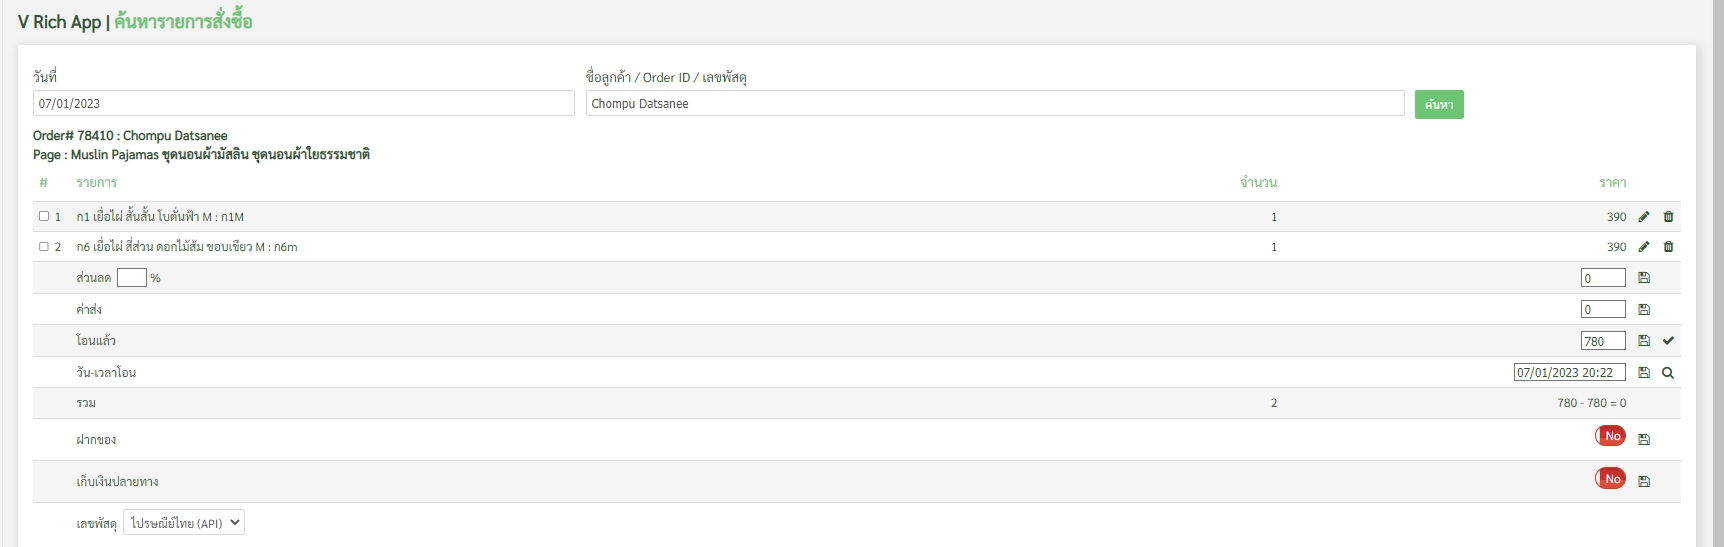 V Rich App | ค้นหารายการสั่งซื้อ
วันที่ ชื่อลูกค้า / Order ID / เลขพัสดุ
07/01/2023 Chompu Datsanee ค้นหา
Order# 78410 : Chompu Datsanee
Page : Muslin Pajamas ชุดนอนผ้ามัสลิน ชุดนอนผ้าใยธรรมชาติ
# รายการ จำนวน ราคา
1 ก1 เยื่อไผ่ สั้นสั้น โบตั่นฟ้า M : ก1M 1 390
2 ก6 เยื่อไผ่ สี่ส่วน ดอกไม้ส้ม ขอบเขียว M : ก6m 1 390
ส่วนลด % 0
ค่าส่ง 0
โอนแล้ว 780
วัน-เวลาโอน 07/01/2023 20:22
รวม 2 780 - 780 = 0
ฝากของ No
เก็บเงินปลายทาง No
เลขพัสดุ ไปรษณีย์ไทย (API)